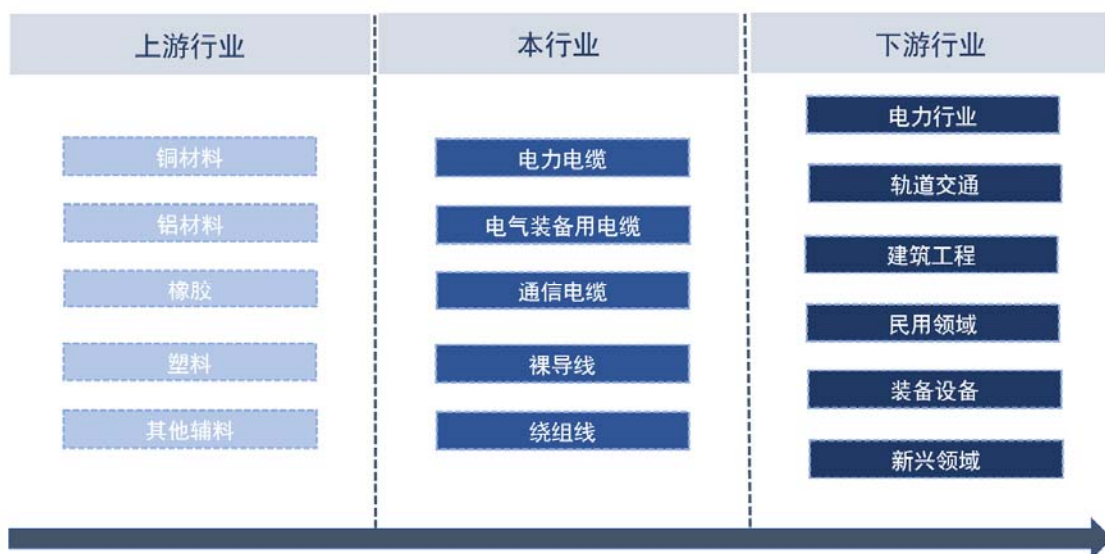 上游行业
本行业
下游行业
铜材料
铝材料
橡胶
塑料
其他辅料
电力电缆
电气装备用电缆
通信电缆
裸导线
绕组线
电力行业
轨道交通
建筑工程
民用领域
装备设备
新兴领域